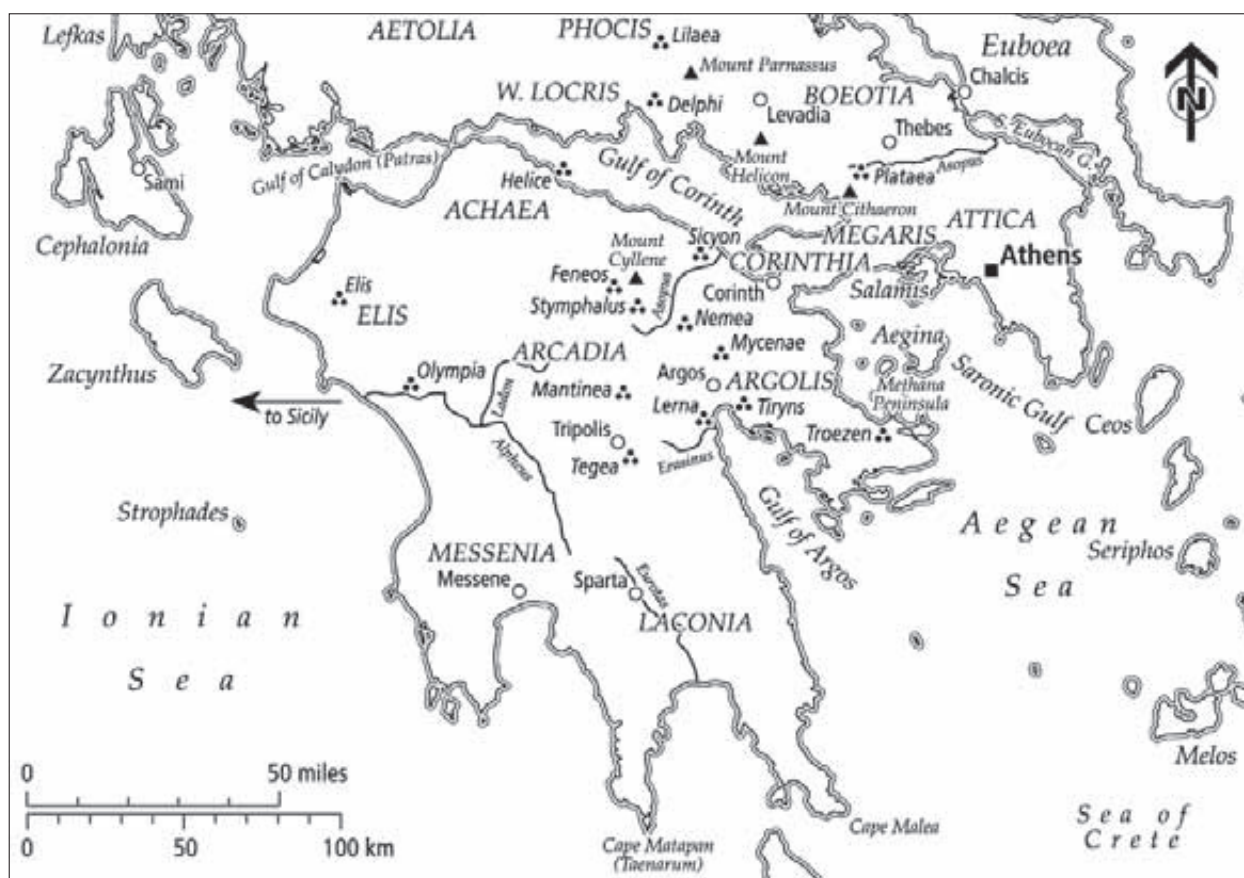 Lefkas
AETOLIA
PHOCIS
Lilaea
Euboea
Mount Parnassus
Chalcis
W. LOCRIS
Delphi
BOEOTIA
Levadia
Thebes
N
Gulf of Calydon (Patras)
Sami
Helice
Gulf of Corinth
Mount
Helicon
Plataea
Asopus
Euboean G.
ACHAEA
Mount Cithaeron
ATTICA
Cephalonia
Mount
Cyllene
Sicyon
MEGARIS
Athens
CORINTHIA
Feneos
Asopus
Corinth
Salamis
Elis
ELIS
Stymphalus
Nemea
Aegina
Zacynthus
ARCADIA
Mycenae
Olympia
Ladon
Mantinea
Argos
ARGOLIS
Methana
Peninsula
Saronic Gulf
Ceos
to Sicily
Lerna
Tiryns
Tripolis
Troezen
Alpheus
Tegea
Erasinus
Strophades
Gulf of Argos
Aegean
Sea
Seriphos
MESSENIA
Messene
Sparta
Eurotas
LACONIA
Ionian
Sea
Melos
0 50 miles
0 50 100 km
Cape Matapan
(Taenarum)
Cape Malea
Sea of
Crete